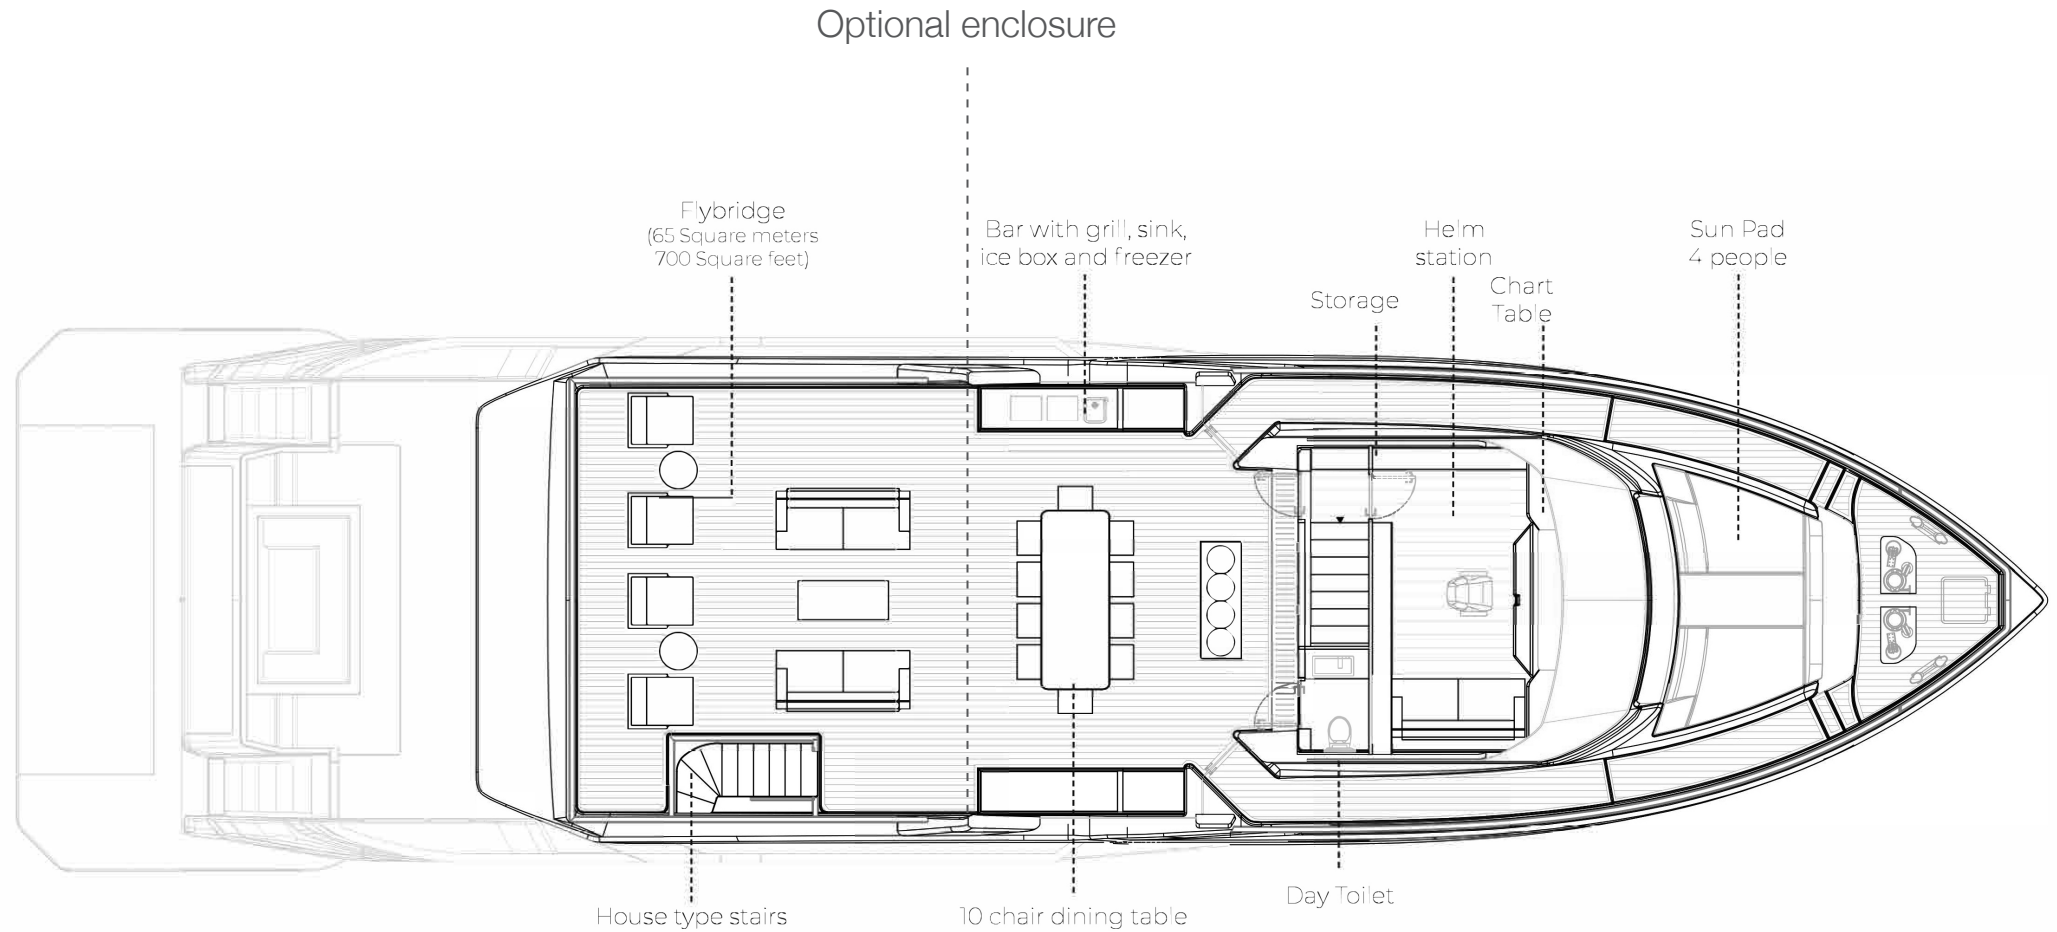 Optional enclosure
Flybridge
(65 Square meters
700 Square feet)
Bar with grill, sink,
ice box and freezer
Helm
station
Sun Pad
4 people
Storage
Chart
Table
House type stairs
10 chair dining table
Day Toilet